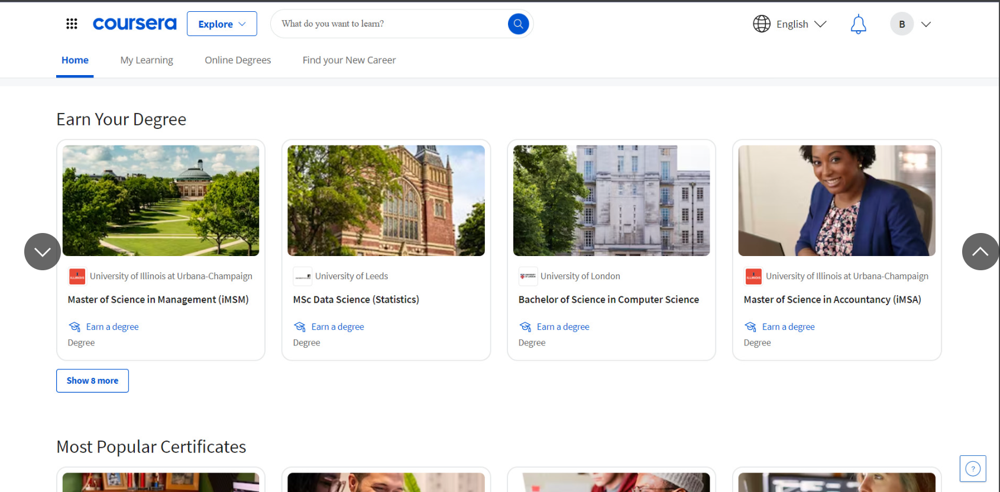 coursera
Explore
What do you want to learn?
English
B
Home
My Learning
Online Degrees
Find your New Career
Earn Your Degree
ILLINOIS
University of Illinois at Urbana-Champaign
Master of Science in Management (iMSM)
Earn a degree
Degree
University of Leeds
MSc Data Science (Statistics)
Earn a degree
Degree
University of London
Bachelor of Science in Computer Science
Earn a degree
Degree
ILLINOIS
University of Illinois at Urbana-Champaign
Master of Science in Accountancy (iMSA)
Earn a degree
Degree
Show 8 more
Most Popular Certificates
?